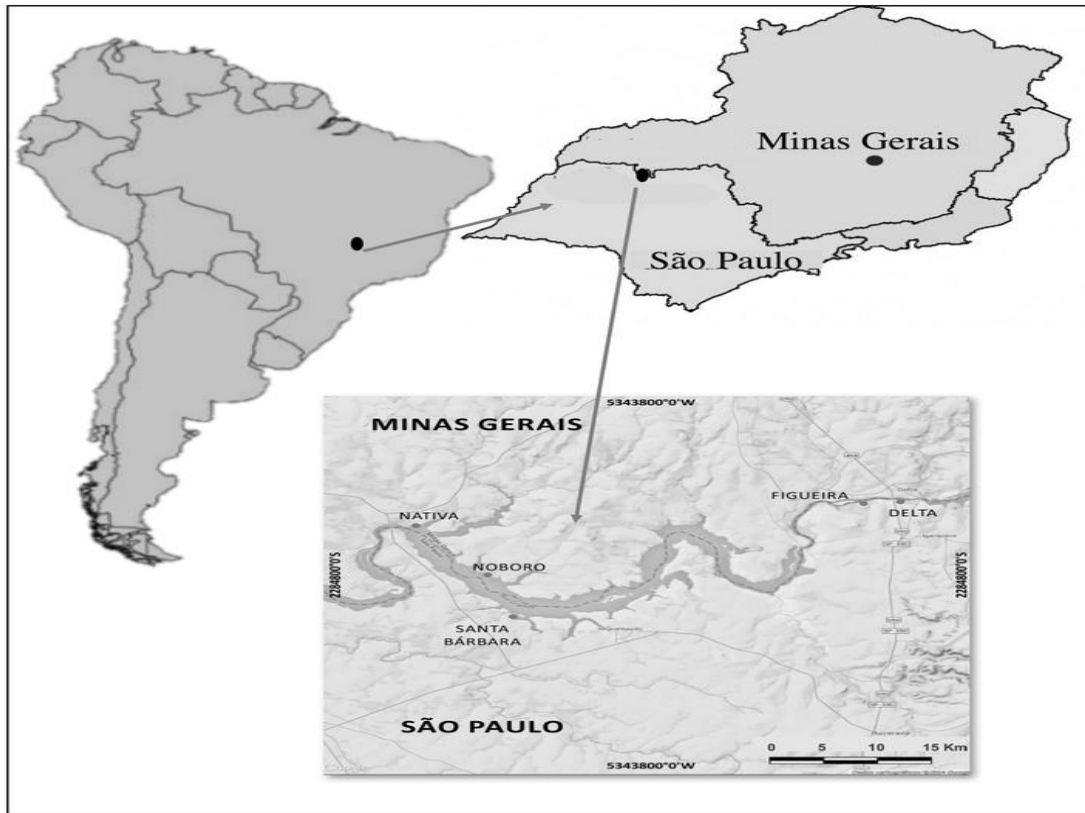 Minas Gerais
São Paulo
5343800°0'W
MINAS GERAIS
FIGUEIRA
DELTA
NATIVA
NOBORO
SANTA
BÁRBARA
2284800°0'S
2284800°0'S
SÃO PAULO
0 5 10 15 Km
5343800°0'W